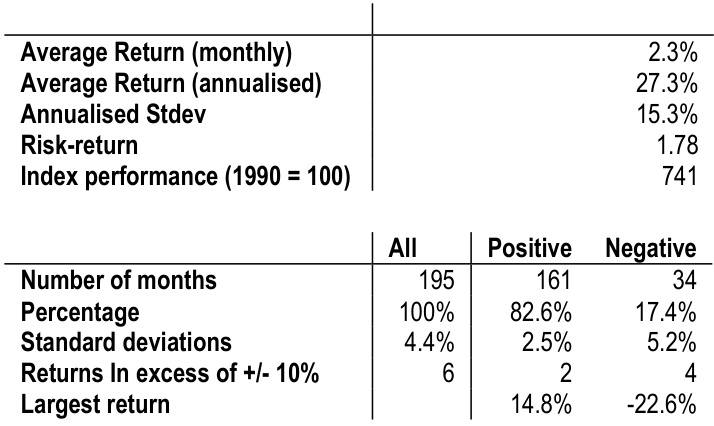 Average Return (monthly) 2.3%
Average Return (annualised) 27.3%
Annualised Stdev 15.3%
Risk-return 1.78
Index performance (1990 = 100) 741
All Positive Negative
Number of months 195 161 34
Percentage 100% 82.6% 17.4%
Standard deviations 4.4% 2.5% 5.2%
Returns In excess of +/- 10% 6 2 4
Largest return 14.8% -22.6%